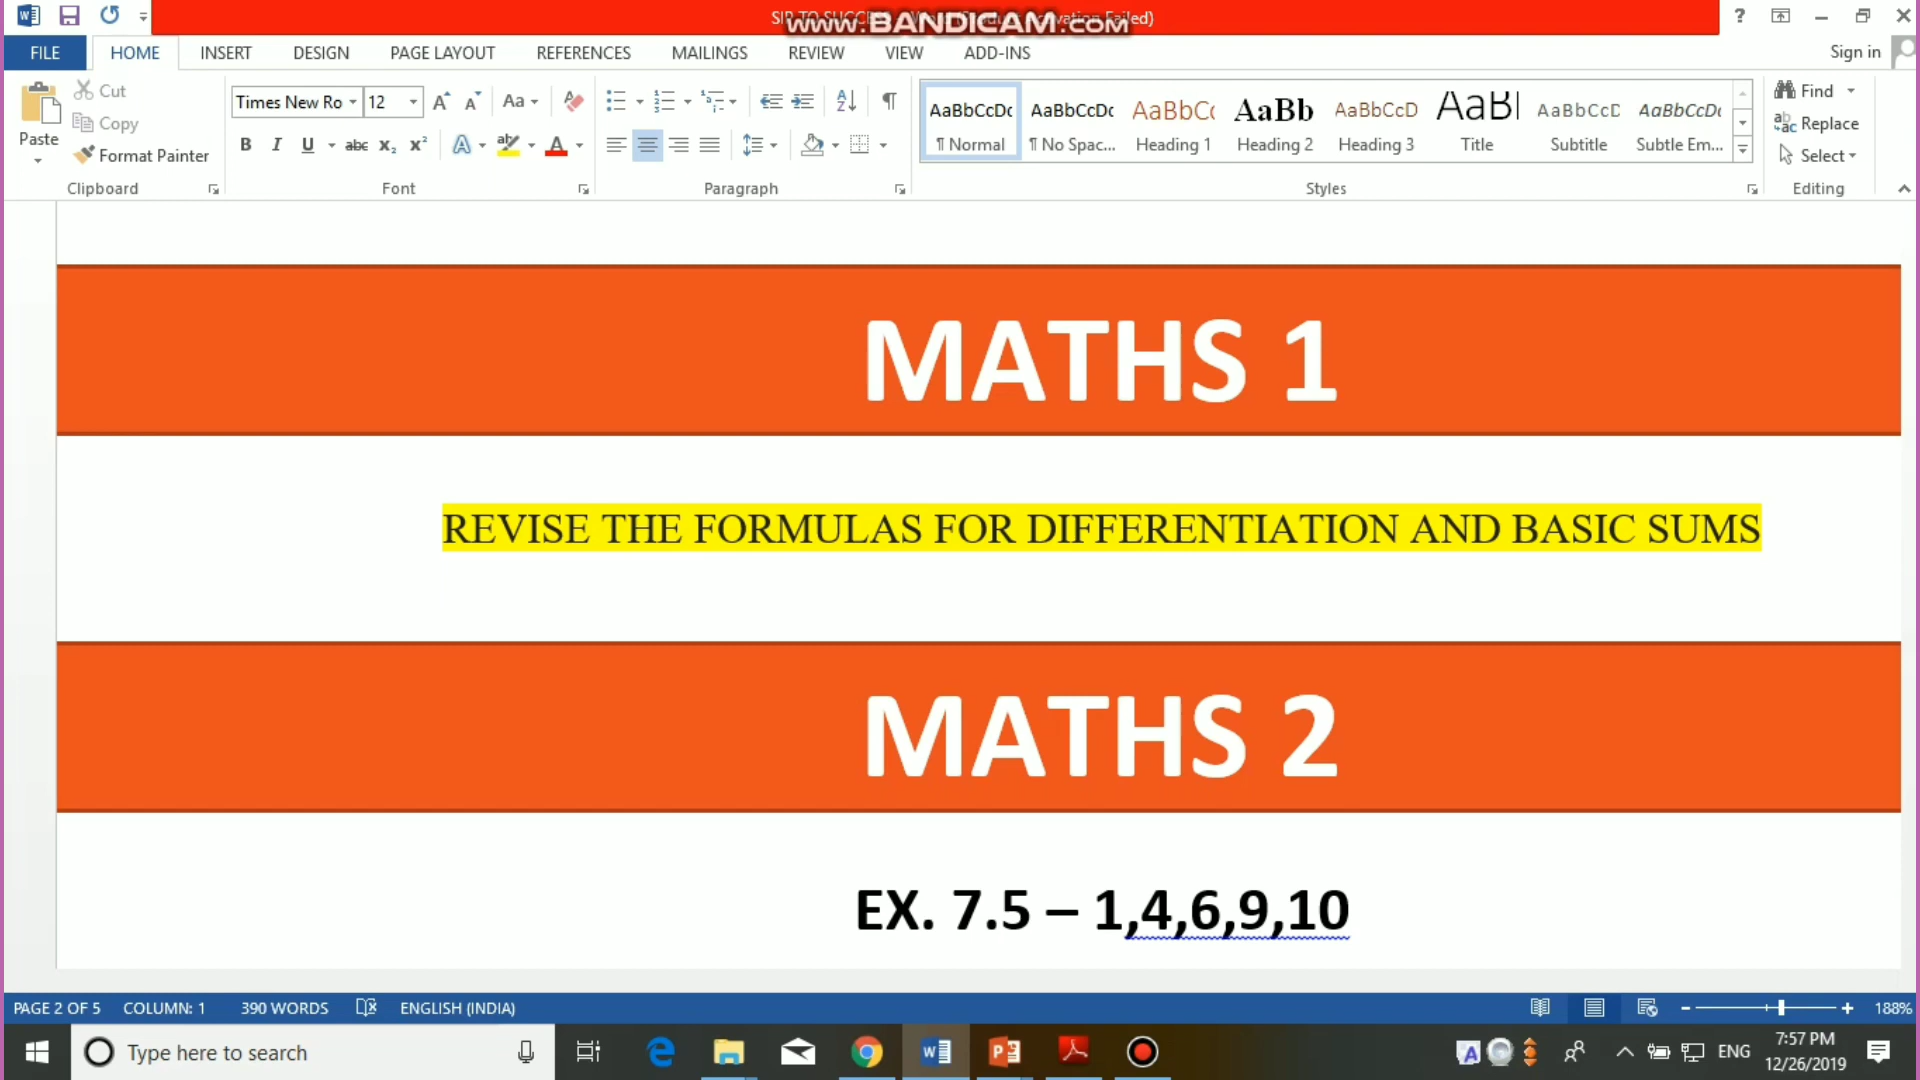 www.BANDICAM.com
FILE HOME INSERT DESIGN PAGE LAYOUT REFERENCES MAILINGS REVIEW VIEW ADD-INS Sign in
Cut
Copy
Format Painter
Paste
Clipboard
Times New Ro 12
Font
Paragraph
AaBbCcDc AaBbCcDc AaBbCc AaBb AaBbCcD AaBl AaBbCcD AaBbCcDc
¶ Normal ¶ No Spac... Heading 1 Heading 2 Heading 3 Title Subtitle Subtle Em...
Styles
Find
Replace
Select
Editing
MATHS 1
REVISE THE FORMULAS FOR DIFFERENTIATION AND BASIC SUMS
MATHS 2
EX. 7.5 – 1,4,6,9,10
PAGE 2 OF 5 COLUMN: 1 390 WORDS ENGLISH (INDIA) 188%
Type here to search
ENG
7:57 PM
12/26/2019